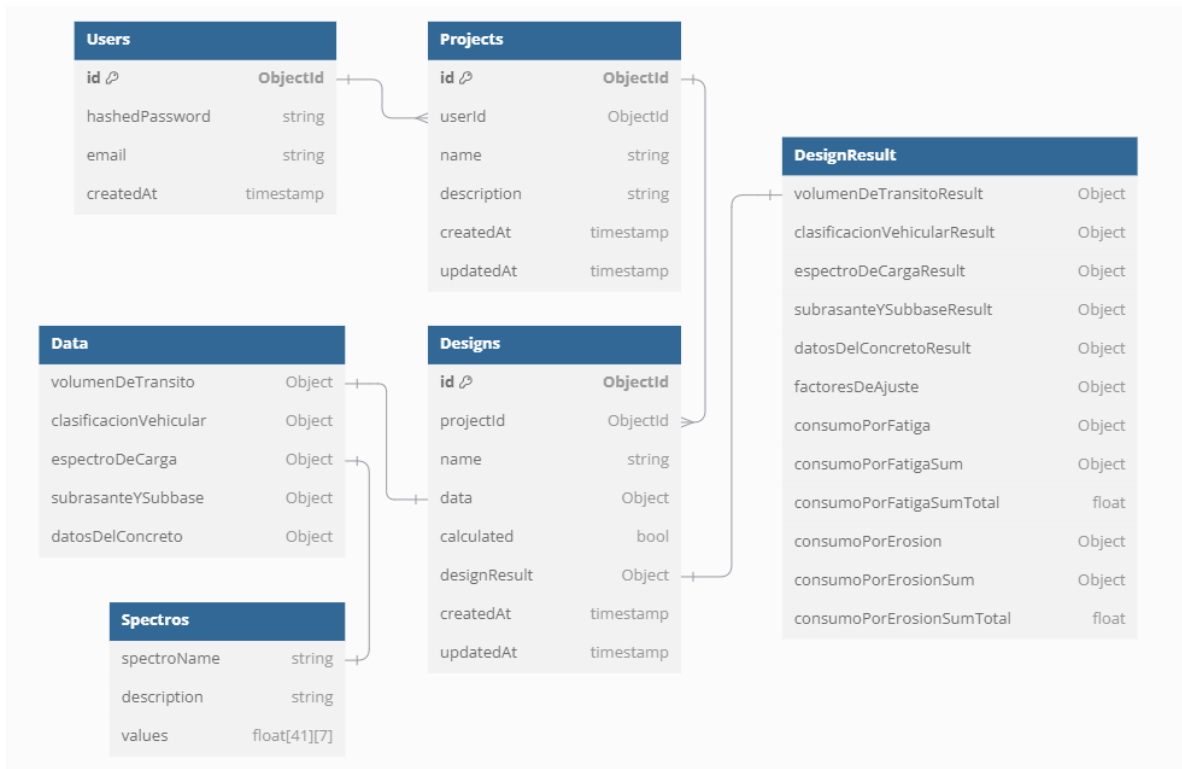 Users
id ObjectId
hashedPassword string
email string
createdAt timestamp
Projects
id ObjectId
userId ObjectId
name string
description string
createdAt timestamp
updatedAt timestamp
DesignResult
volumenDeTransitoResult Object
clasificacionVehicularResult Object
espectroDeCargaResult Object
subrasanteYSubbaseResult Object
datosDelConcretoResult Object
factoresDeAjuste Object
consumoPorFatiga Object
consumoPorFatigaSum Object
consumoPorFatigaSumTotal float
consumoPorErosion Object
consumoPorErosionSum Object
consumoPorErosionSumTotal float
Data
volumenDeTransito Object
clasificacionVehicular Object
espectroDeCarga Object
subrasanteYSubbase Object
datosDelConcreto Object
Designs
id ObjectId
projectId ObjectId
name string
data Object
calculated bool
designResult Object
createdAt timestamp
updatedAt timestamp
Spectros
spectroName string
description string
values float[41][7]